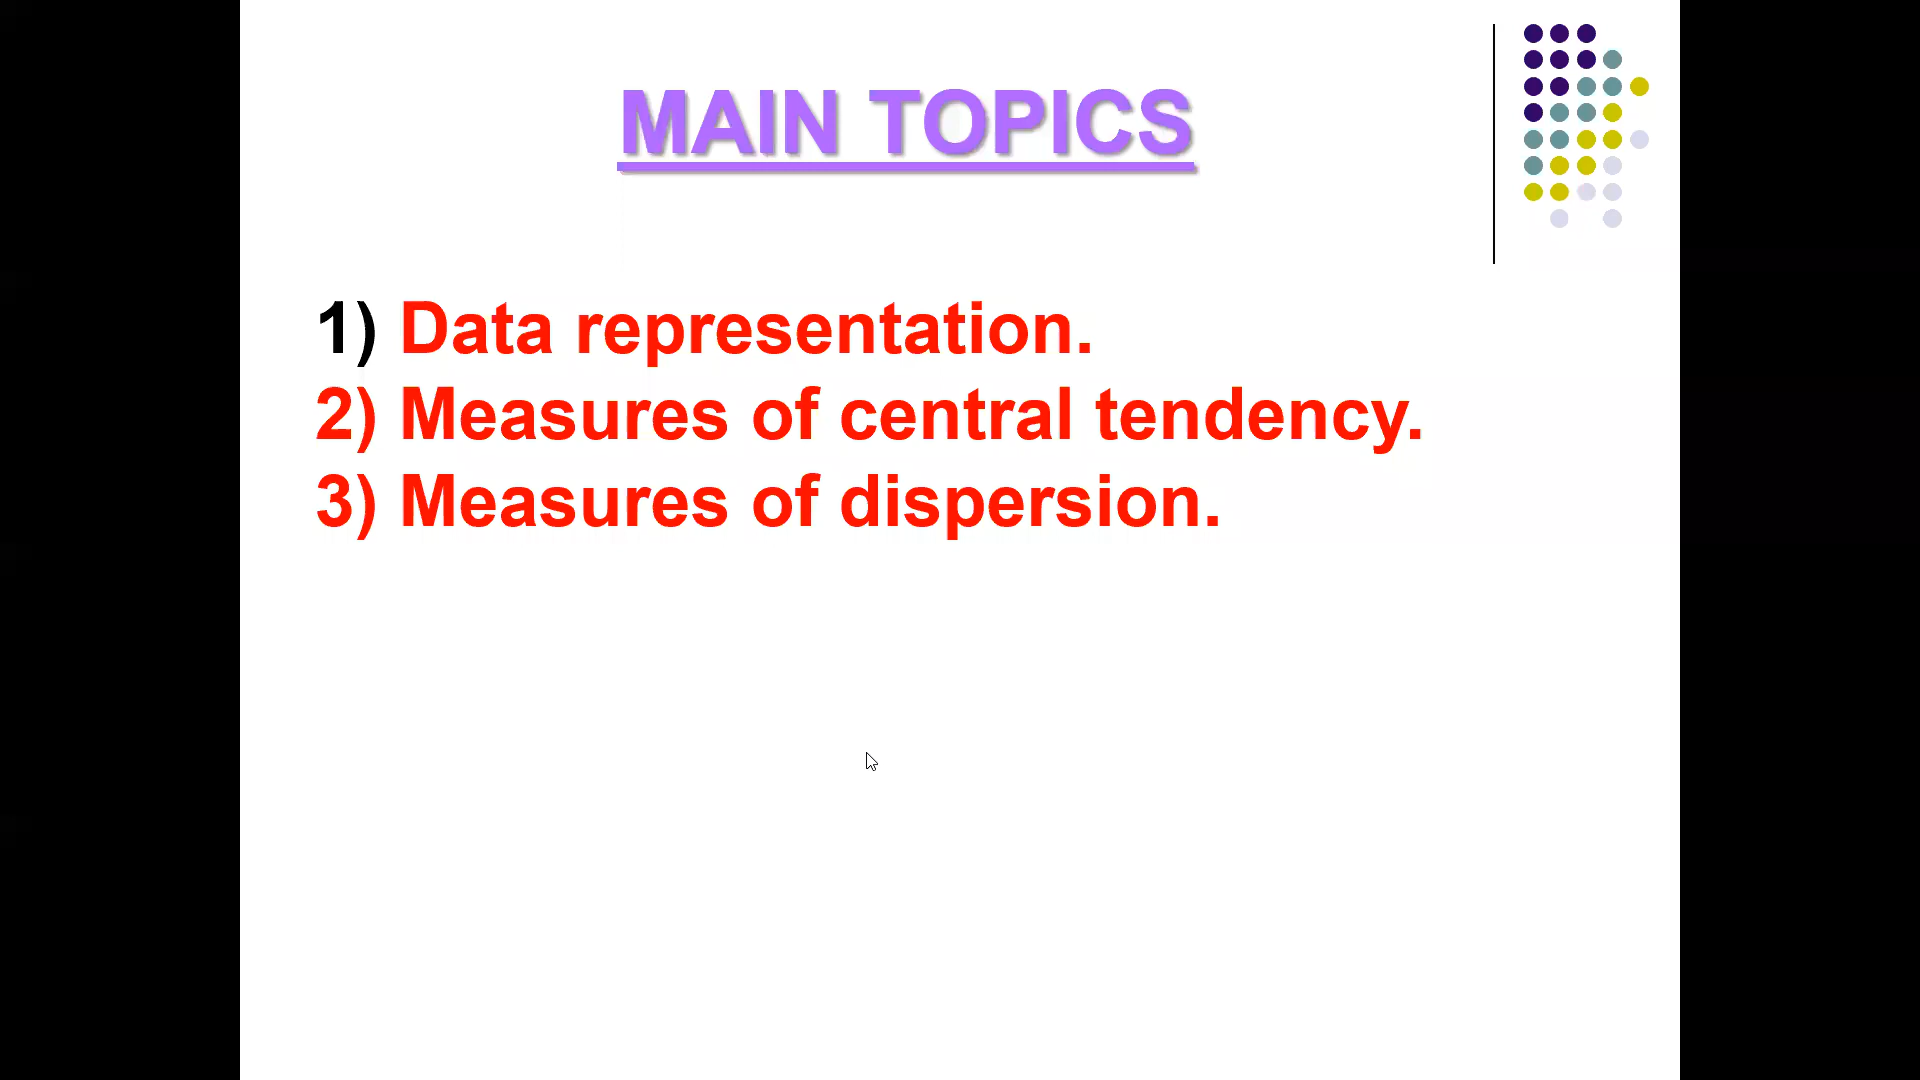 MAIN TOPICS
1) Data representation.
2) Measures of central tendency.
3) Measures of dispersion.